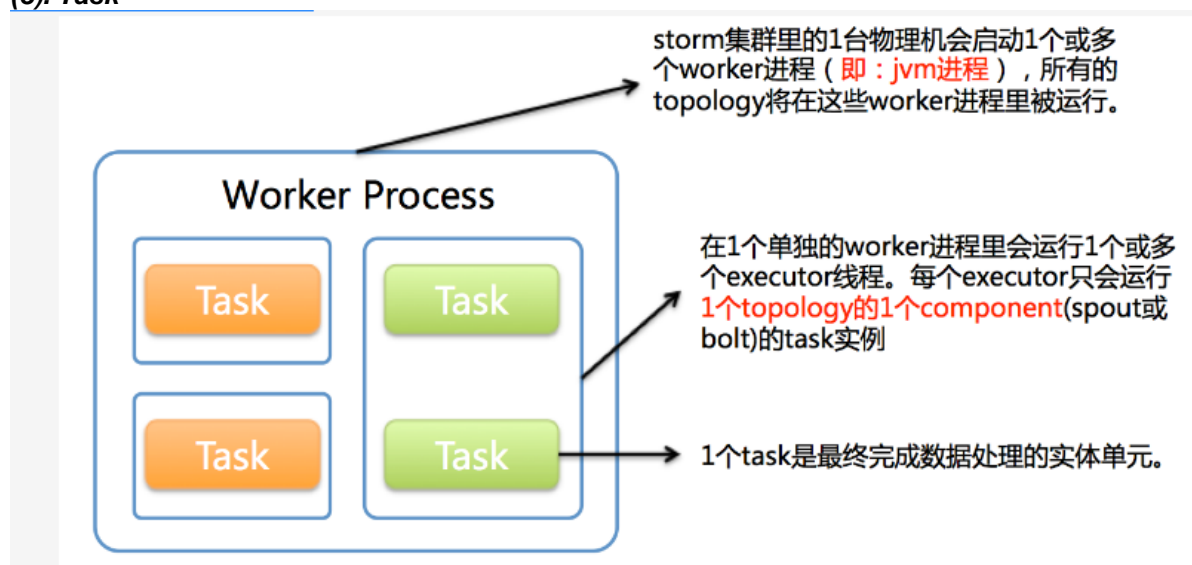 (3). Task
storm集群里的1台物理机会启动1个或多
个worker进程（即：jvm进程），所有的
topology将在这些worker进程里被运行。
Worker Process
在1个单独的worker进程里会运行1个或多
个executor线程。每个executor只会运行
1个topology的1个component(spout或
bolt)的task实例
Task
Task
Task
Task
1个task是最终完成数据处理的实体单元。